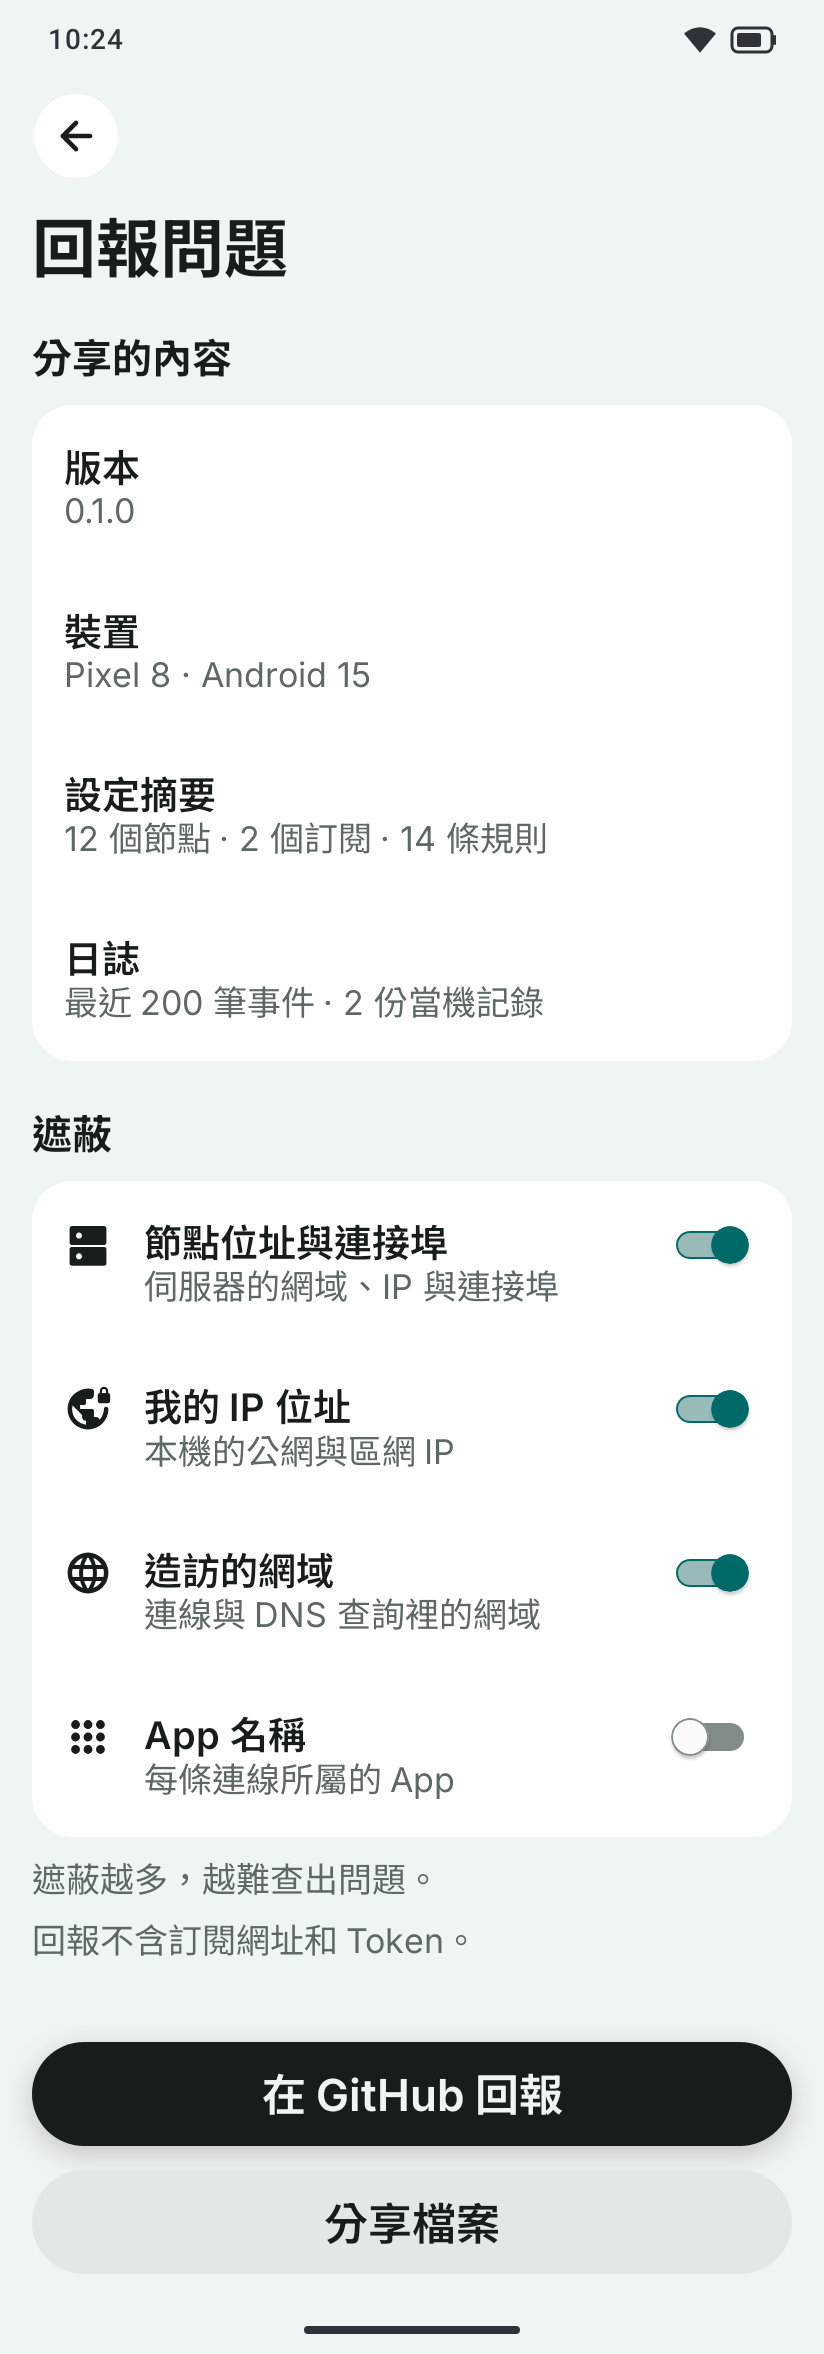 10:24
回報問題
分享的內容
版本
0.1.0
裝置
Pixel 8 · Android 15
設定摘要
12 個節點 · 2 個訂閱 · 14 條規則
日誌
最近 200 筆事件 · 2 份當機記錄
遮蔽
節點位址與連接埠
伺服器的網域、IP 與連接埠
我的 IP 位址
本機的公網與區網 IP
造訪的網域
連線與 DNS 查詢裡的網域
App 名稱
每條連線所屬的 App
遮蔽越多，越難查出問題。
回報不含訂閱網址和 Token。
在 GitHub 回報
分享檔案